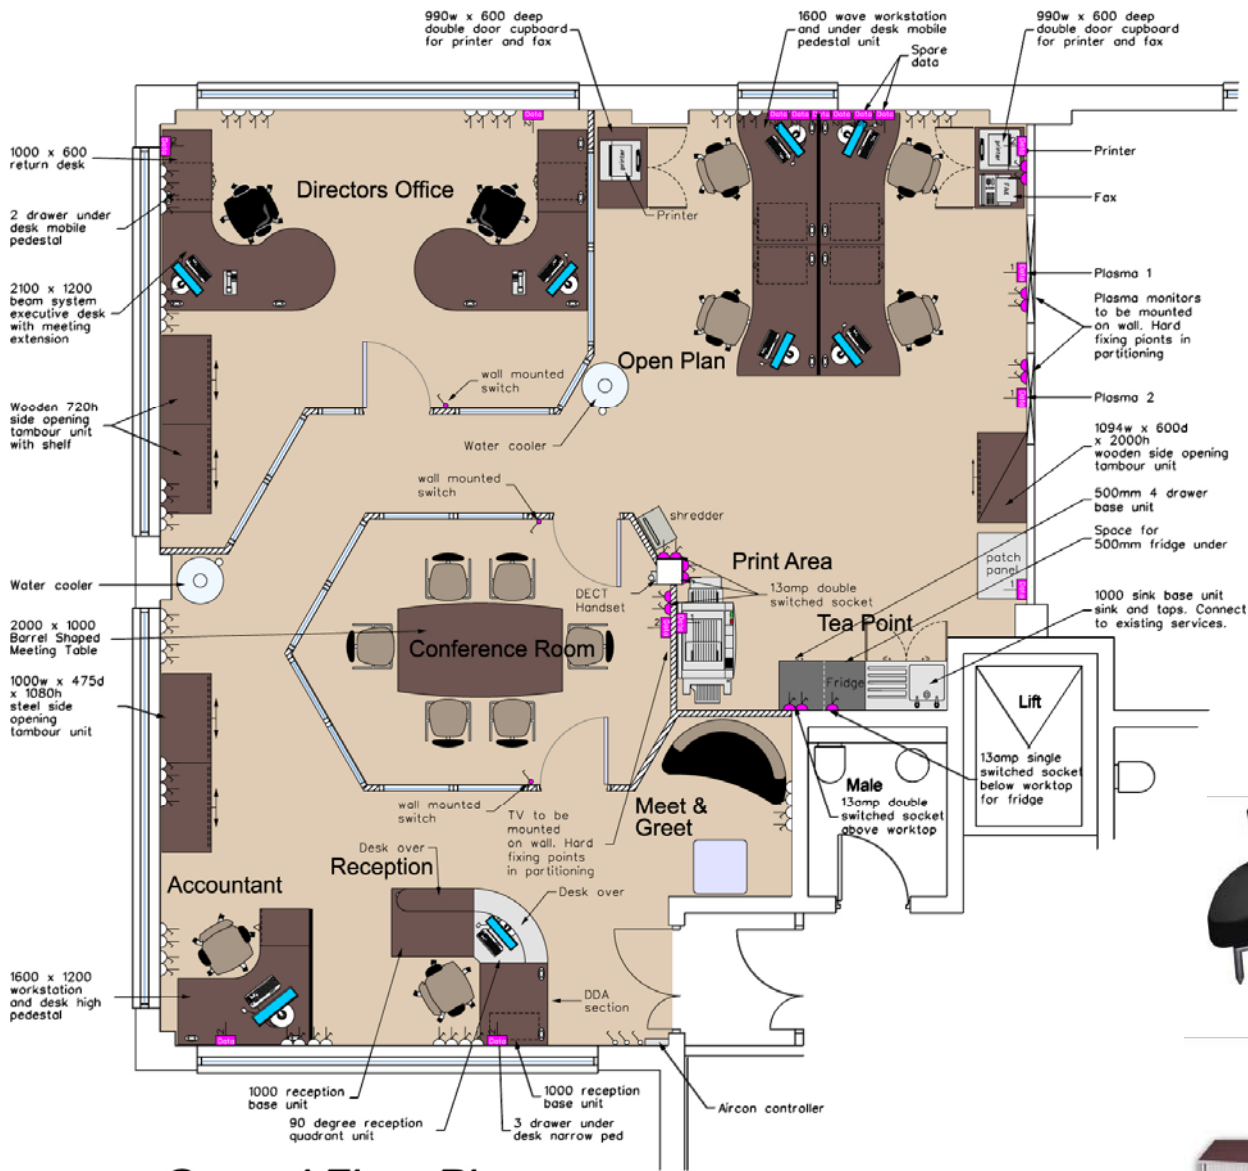 990w x 600 deep
double door cupboard
for printer and fax
1600 wave workstation
and under desk mobile
pedestal unit
Spare
data
990w x 600 deep
double door cupboard
for printer and fax
1000 x 600
return desk
2 drawer under
desk mobile
pedestal
2100 x 1200
beam system
executive desk
with meeting
extension
Wooden 720h
side opening
tambour unit
with shelf
Water cooler
2000 x 1000
Barrel Shaped
Meeting Table
1000w x 475d
x 1080h
steel side
opening
tambour unit
1600 x 1200
workstation
and desk high
pedestal
Directors Office
Data
Data
printer
Printer
Data
Data
Data
Data
Data
Data
printer
FAX
Printer
Fax
Plasma 1
Plasma monitors
to be mounted
on wall. Hard
fixing pionts in
partitioning
Plasma 2
1094w x 600d
x 2000h
wooden side opening
tambour unit
500mm 4 drawer
base unit
Space for
500mm fridge under
1000 sink base unit
sink and taps. Connect
to existing services.
Open Plan
wall mounted
switch
Water cooler
wall mounted
switch
shredder
Print Area
patch
panel
DECT
Handset
13amp double
switched socket
Tea Point
Conference Room
Fridge
Lift
13amp single
switched socket
below worktop
for fridge
Male
13amp double
switched socket
above worktop
wall mounted
switch
TV to be
mounted
on wall. Hard
fixing points
in partitioning
Meet &
Greet
Desk over
Reception
Desk over
Accountant
DDA
section
Data
Data
1000 reception
base unit
90 degree reception
quadrant unit
1000 reception
base unit
3 drawer under
desk narrow ped
Aircon controller